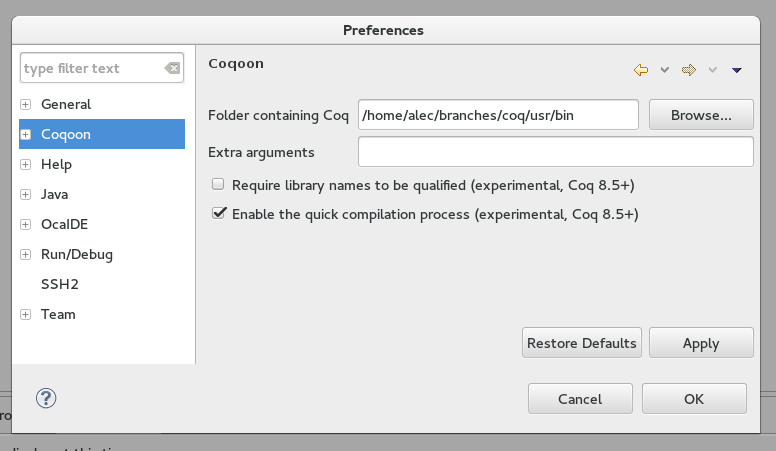 Preferences
type filter text
General
Coqoon
Help
Java
OcaIDE
Run/Debug
SSH2
Team
Coqoon
Folder containing Coq /home/alec/branches/coq/usr/bin Browse...
Extra arguments
Require library names to be qualified (experimental, Coq 8.5+)
Enable the quick compilation process (experimental, Coq 8.5+)
Restore Defaults Apply
Cancel OK